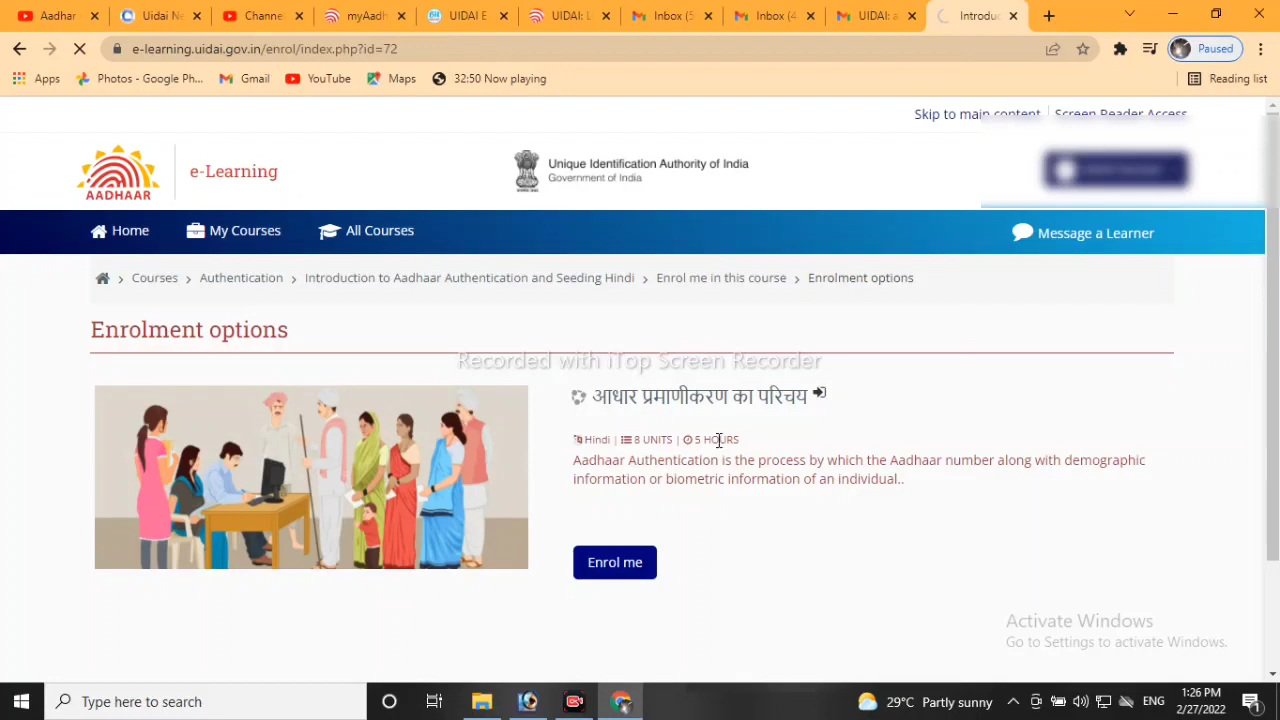 Aadhar
Uidai Ne
Channel
myAadh
UIDAI E
UIDAI: L
Inbox (5
Inbox (4
UIDAI: a
Introduc
e-learning.uidai.gov.in/enrol/index.php?id=72
Paused
Apps
Photos - Google Ph...
Gmail
YouTube
Maps
32:50 Now playing
Reading list
Skip to main content
Screen Reader Access
AADHAAR
e-Learning
Unique Identification Authority of India
Government of India
Home
My Courses
All Courses
Message a Learner
Courses > Authentication > Introduction to Aadhaar Authentication and Seeding Hindi > Enrol me in this course > Enrolment options
Enrolment options
Recorded with iTop Screen Recorder
आधार प्रमाणीकरण का परिचय
Hindi | 8 UNITS | 5 HOURS
Aadhaar Authentication is the process by which the Aadhaar number along with demographic
information or biometric information of an individual..
Enrol me
Activate Windows
Go to Settings to activate Windows.
Type here to search
29°C Partly sunny
ENG
1:26 PM
2/27/2022
1